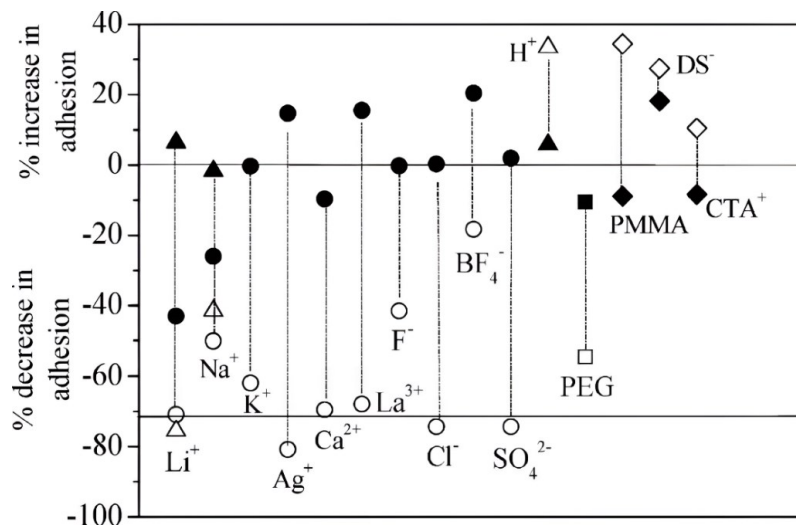 % increase in
adhesion
% decrease in
adhesion
40
20
0
-20
-40
-60
-80
-100
H⁺
DS⁻
PMMA
CTA⁺
BF₄⁻
Na⁺
F⁻
PEG
K⁺
La³⁺
Li⁺
Ca²⁺
Ag⁺
Cl⁻
SO₄²⁻